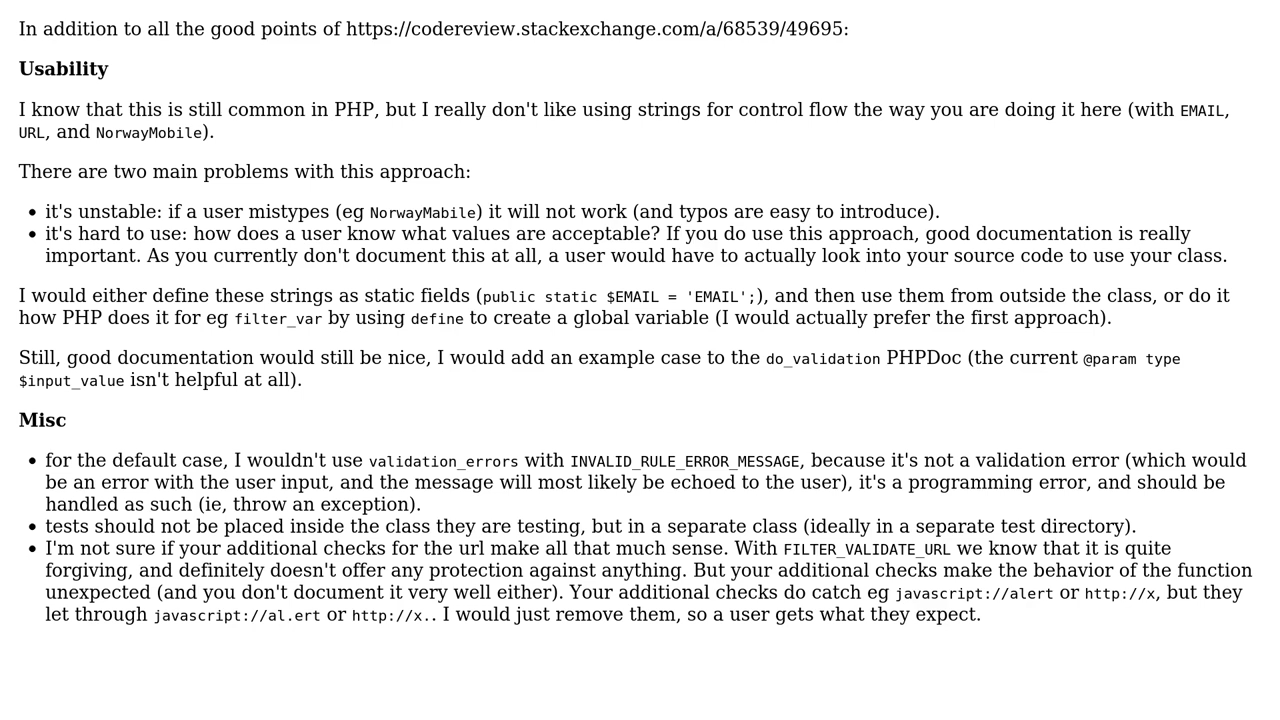 In addition to all the good points of https://codereview.stackexchange.com/a/68539/49695:
Usability
I know that this is still common in PHP, but I really don't like using strings for control flow the way you are doing it here (with EMAIL,
URL, and NorwayMobile).
There are two main problems with this approach:
• it's unstable: if a user mistypes (eg NorwayMabile) it will not work (and typos are easy to introduce).
• it's hard to use: how does a user know what values are acceptable? If you do use this approach, good documentation is really
important. As you currently don't document this at all, a user would have to actually look into your source code to use your class.
I would either define these strings as static fields (public static $EMAIL = 'EMAIL';), and then use them from outside the class, or do it
how PHP does it for eg filter_var by using define to create a global variable (I would actually prefer the first approach).
Still, good documentation would still be nice, I would add an example case to the do_validation PHPDoc (the current @param type
$input_value isn't helpful at all).
Misc
• for the default case, I wouldn't use validation_errors with INVALID_RULE_ERROR_MESSAGE, because it's not a validation error (which would
be an error with the user input, and the message will most likely be echoed to the user), it's a programming error, and should be
handled as such (ie, throw an exception).
• tests should not be placed inside the class they are testing, but in a separate class (ideally in a separate test directory).
• I'm not sure if your additional checks for the url make all that much sense. With FILTER_VALIDATE_URL we know that it is quite
forgiving, and definitely doesn't offer any protection against anything. But your additional checks make the behavior of the function
unexpected (and you don't document it very well either). Your additional checks do catch eg javascript://alert or http://x, but they
let through javascript://al.ert or http://x.. I would just remove them, so a user gets what they expect.